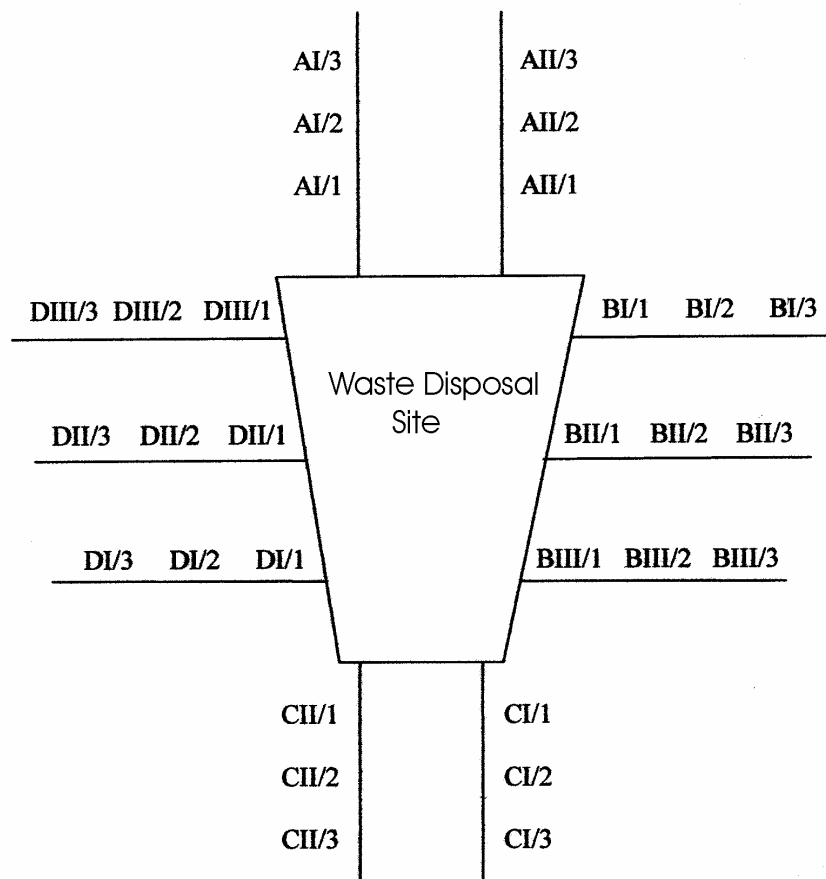 AI/3 AII/3
AI/2 AII/2
AI/1 AII/1
DIII/3 DIII/2 DIII/1 BI/1 BI/2 BI/3
Waste Disposal
Site
DII/3 DII/2 DII/1 BII/1 BII/2 BII/3
DI/3 DI/2 DI/1 BIII/1 BIII/2 BIII/3
CII/1 CI/1
CII/2 CI/2
CII/3 CI/3